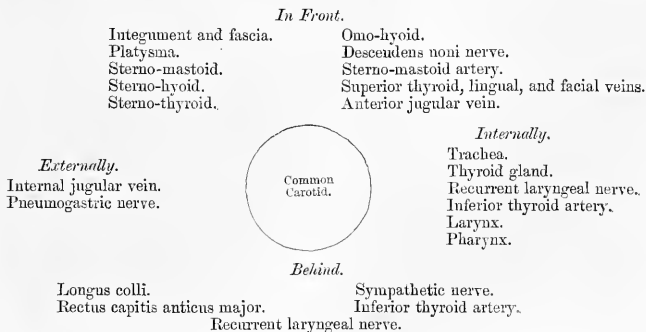 In Front.
Integument and fascia. Omo-hyoid.
Platysma. Descendens noni nerve.
Sterno-mastoid. Sterno-mastoid artery.
Sterno-hyoid. Superior thyroid, lingual, and facial veins.
Sterno-thyroid. Anterior jugular vein.
Externally.
Internal jugular vein.
Pneumogastric nerve.
Common
Carotid.
Internally.
Trachea.
Thyroid gland.
Recurrent laryngeal nerve.
Inferior thyroid artery.
Larynx.
Pharynx.
Behind.
Longus colli. Sympathetic nerve.
Rectus capitis anticus major. Inferior thyroid artery.
Recurrent laryngeal nerve.